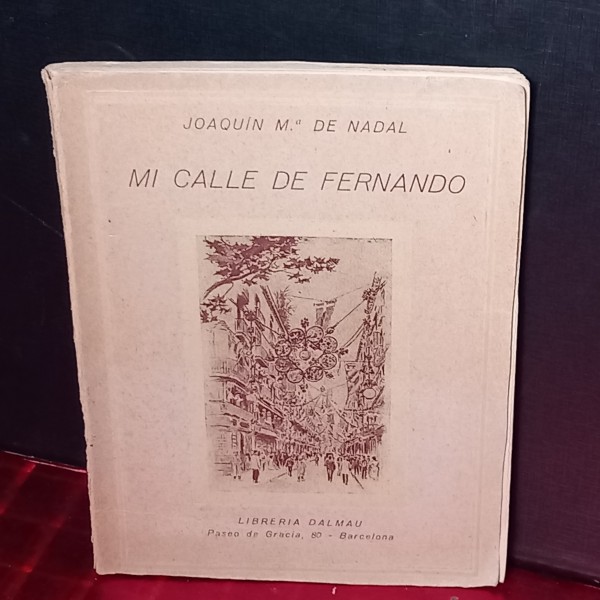 JOAQUÍN M.ª DE NADAL
MI CALLE DE FERNANDO
LIBRERIA DALMAU
Paseo de Gracia, 80 - Barcelona